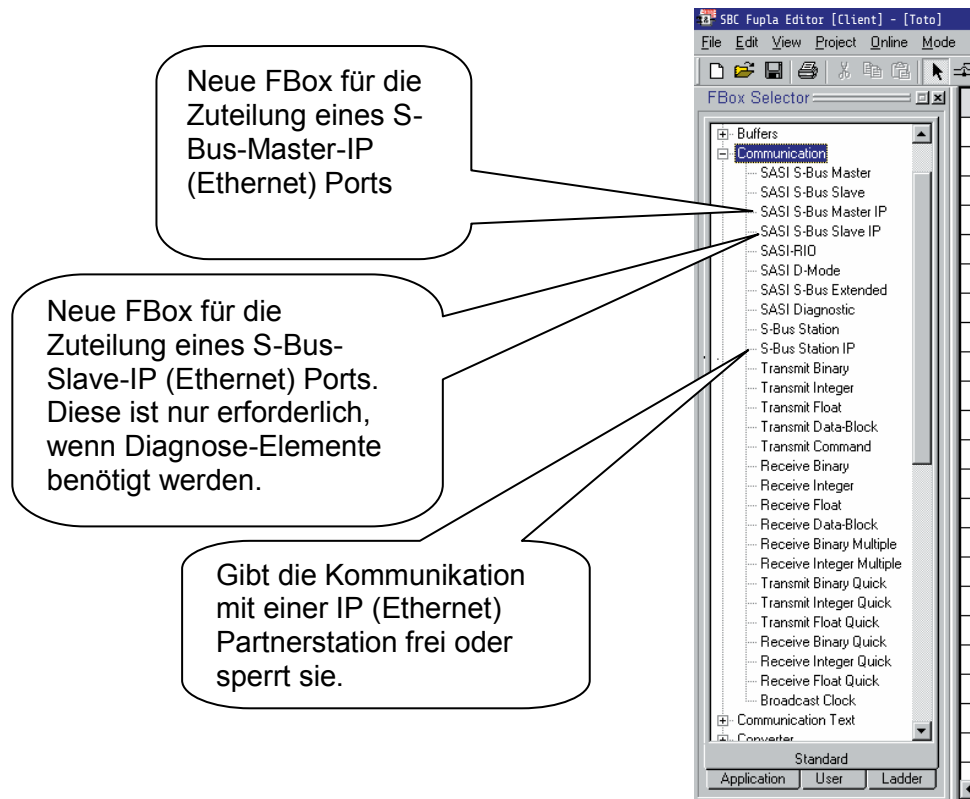 Neue FBox für die
Zuteilung eines S-
Bus-Master-IP
(Ethernet) Ports
Neue FBox für die
Zuteilung eines S-Bus-
Slave-IP (Ethernet) Ports.
Diese ist nur erforderlich,
wenn Diagnose-Elemente
benötigt werden.
Gibt die Kommunikation
mit einer IP (Ethernet)
Partnerstation frei oder
sperrt sie.
SBC Fupla Editor [Client] - [Toto]
File Edit View Project Online Mode
FBox Selector
Buffers
Communication
SASI S-Bus Master
SASI S-Bus Slave
SASI S-Bus Master IP
SASI S-Bus Slave IP
SASI-RIO
SASI D-Mode
SASI S-Bus Extended
SASI Diagnostic
S-Bus Station
S-Bus Station IP
Transmit Binary
Transmit Integer
Transmit Float
Transmit Data-Block
Transmit Command
Receive Binary
Receive Integer
Receive Float
Receive Data-Block
Receive Binary Multiple
Receive Integer Multiple
Transmit Binary Quick
Transmit Integer Quick
Transmit Float Quick
Receive Binary Quick
Receive Integer Quick
Receive Float Quick
Broadcast Clock
Communication Text
Converter
Standard
Application User Ladder